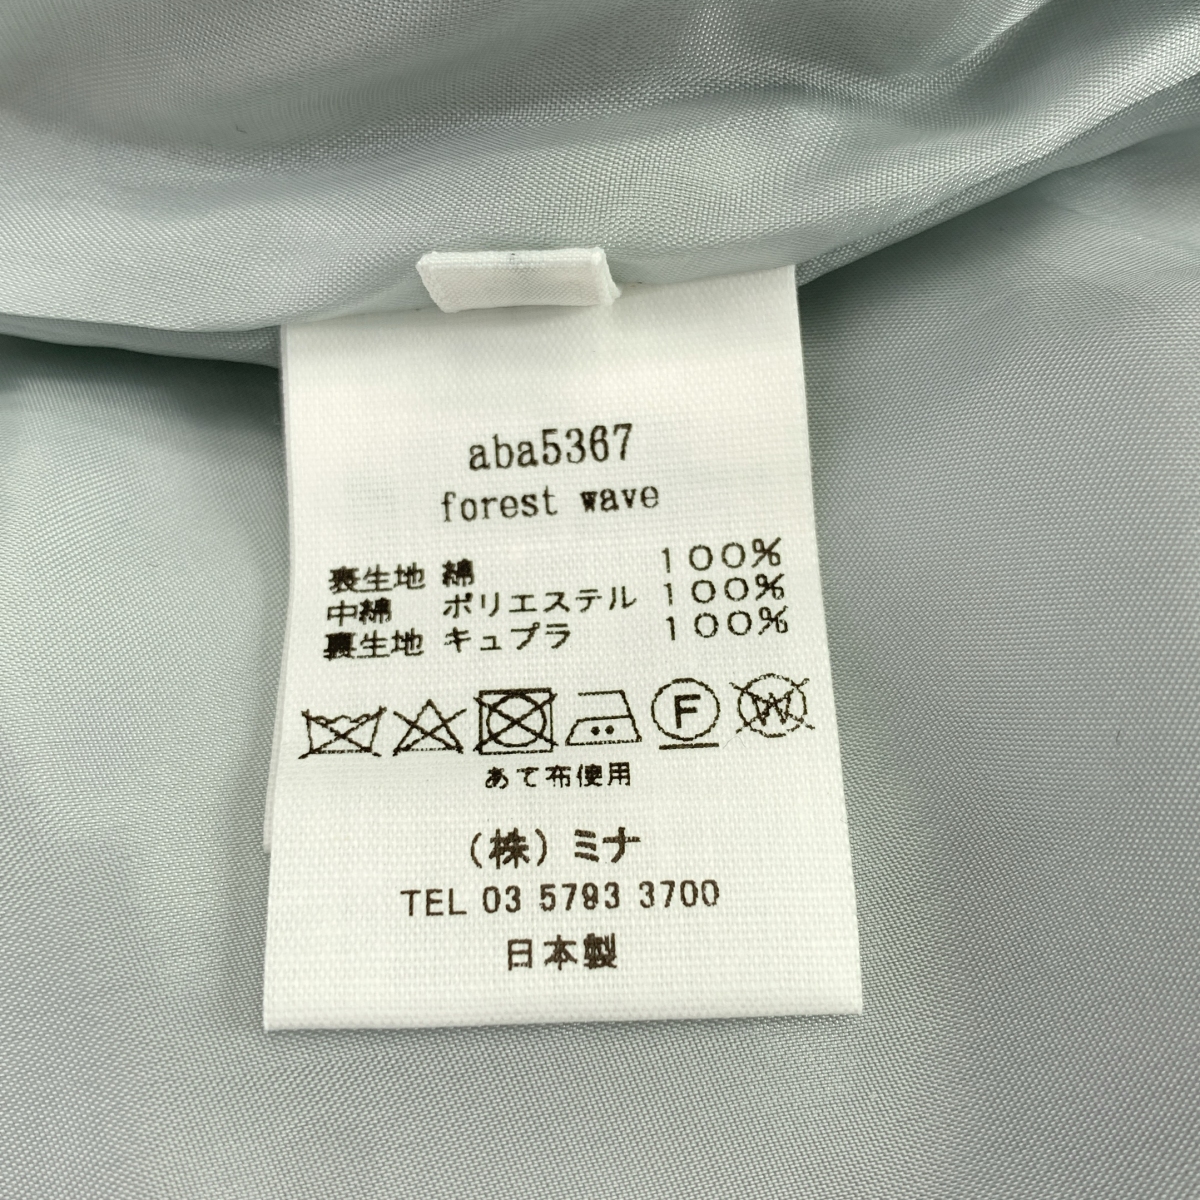 aba5367
forest wave
表生地 綿 １００％
中綿 ポリエステル １００％
裏生地 キュプラ １００％
F W
あて布使用
（株）ミナ
TEL 03 5793 3700
日本製